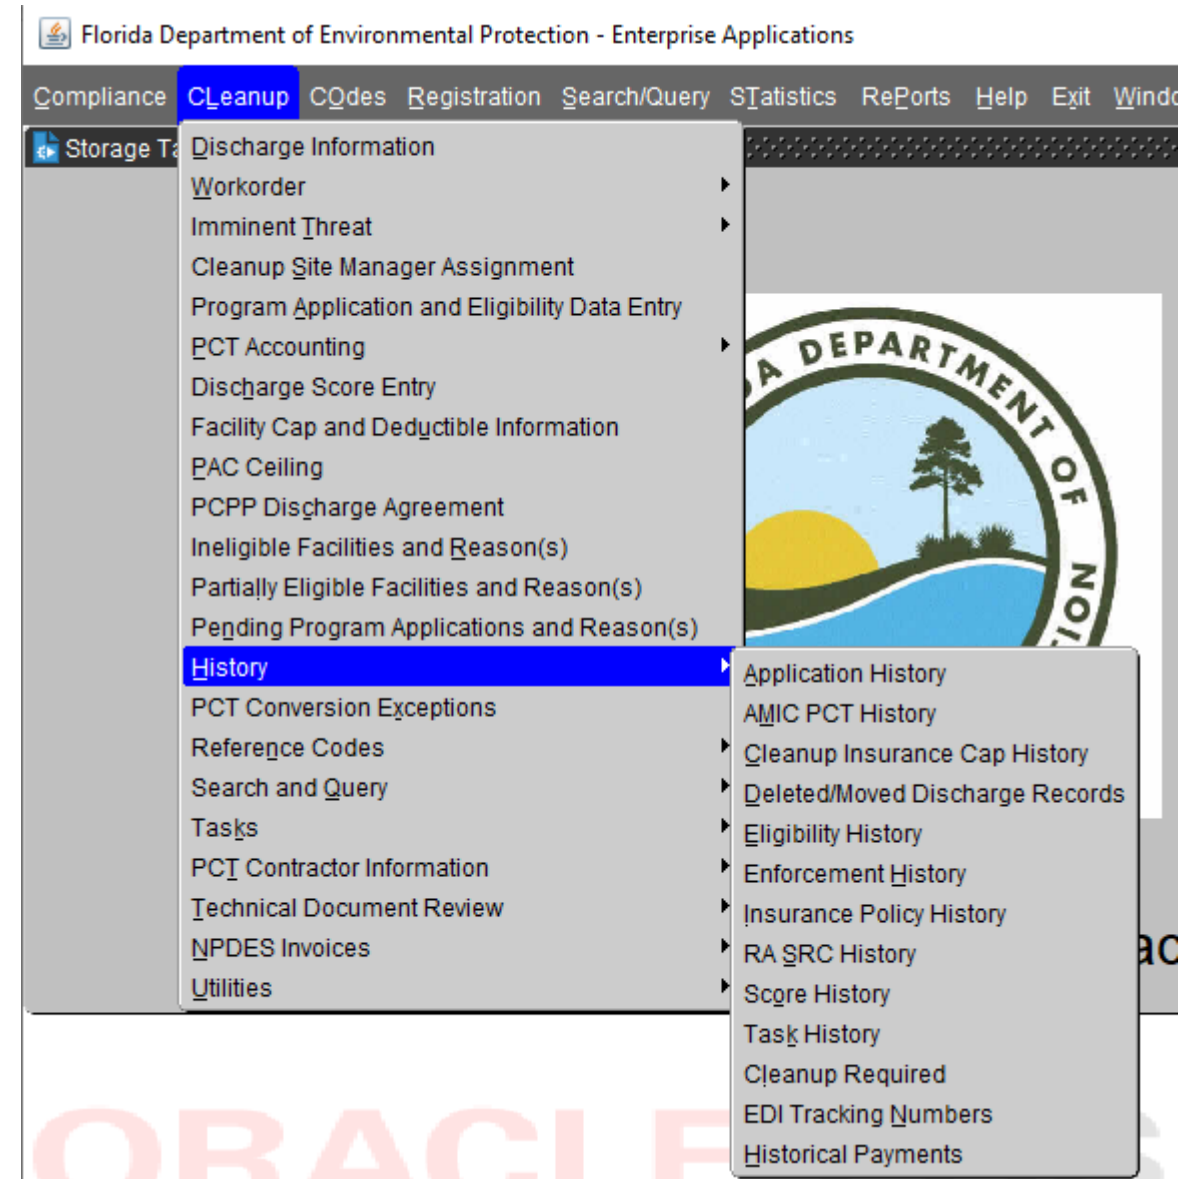 Florida Department of Environmental Protection - Enterprise Applications
Compliance CLeanup COdes Registration Search/Query STatistics RePorts Help Exit Windo
Storage Ta
Discharge Information
Workorder
Imminent Threat
Cleanup Site Manager Assignment
Program Application and Eligibility Data Entry
PCT Accounting
Discharge Score Entry
Facility Cap and Deductible Information
PAC Ceiling
PCPP Discharge Agreement
Ineligible Facilities and Reason(s)
Partially Eligible Facilities and Reason(s)
Pending Program Applications and Reason(s)
History
PCT Conversion Exceptions
Reference Codes
Search and Query
Tasks
PCT Contractor Information
Technical Document Review
NPDES Invoices
Utilities
Application History
AMIC PCT History
Cleanup Insurance Cap History
Deleted/Moved Discharge Records
Eligibility History
Enforcement History
Insurance Policy History
RA SRC History
Score History
Task History
Cleanup Required
EDI Tracking Numbers
Historical Payments
DEPARTMENT OF
ac
ORACLE